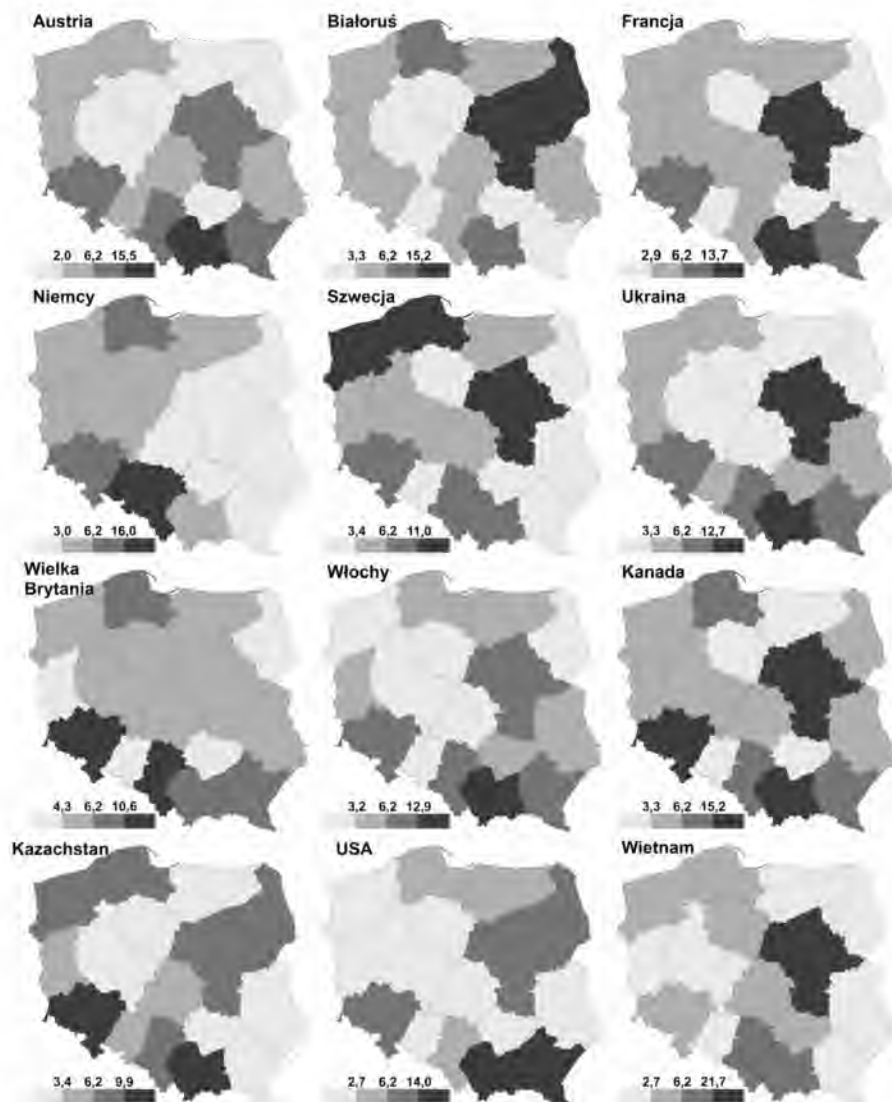 Austria
Białoruś
Francja
2,0 6,2 15,5
3,3 6,2 15,2
2,9 6,2 13,7
Niemcy
Szwecja
Ukraina
3,0 6,2 16,0
3,4 6,2 11,0
3,3 6,2 12,7
Wielka
Brytania
Włochy
Kanada
4,3 6,2 10,6
3,2 6,2 12,9
3,3 6,2 15,2
Kazachstan
USA
Wietnam
3,4 6,2 9,9
2,7 6,2 14,0
2,7 6,2 21,7